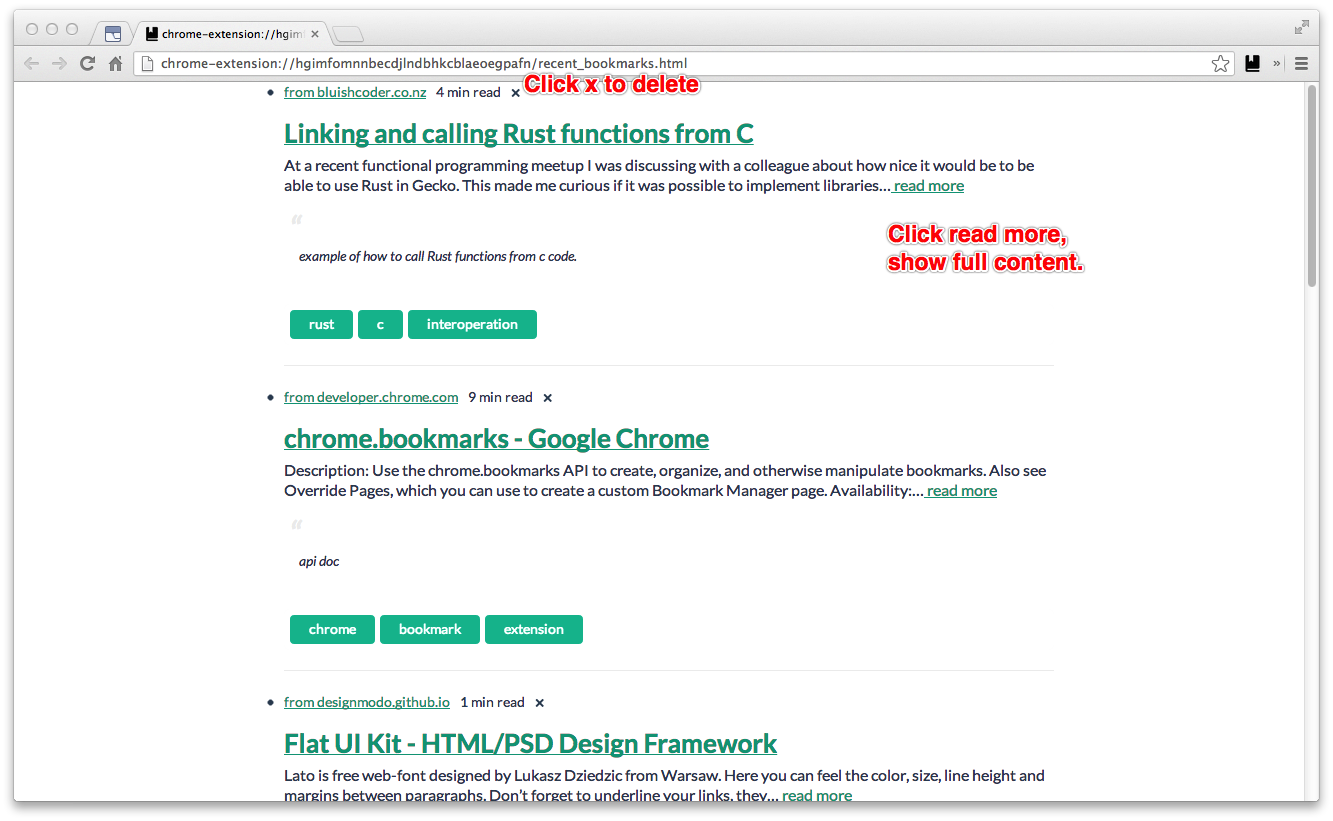 chrome-extension://hgim
chrome-extension://hgimfomnnbecdjlndbhkcblaeoegpafn/recent_bookmarks.html
from bluishcoder.co.nz 4 min read × Click x to delete
Linking and calling Rust functions from C
At a recent functional programming meetup I was discussing with a colleague about how nice it would be to be
able to use Rust in Gecko. This made me curious if it was possible to implement libraries... read more
“
Click read more,
show full content.
example of how to call Rust functions from c code.
rust c interoperation
from developer.chrome.com 9 min read ×
chrome.bookmarks - Google Chrome
Description: Use the chrome.bookmarks API to create, organize, and otherwise manipulate bookmarks. Also see
Override Pages, which you can use to create a custom Bookmark Manager page. Availability:... read more
“
api doc
chrome bookmark extension
from designmodo.github.io 1 min read ×
Flat UI Kit - HTML/PSD Design Framework
Lato is free web-font designed by Lukasz Dziedzic from Warsaw. Here you can feel the color, size, line height and
margins between paragraphs. Don’t forget to underline your links, they... read more